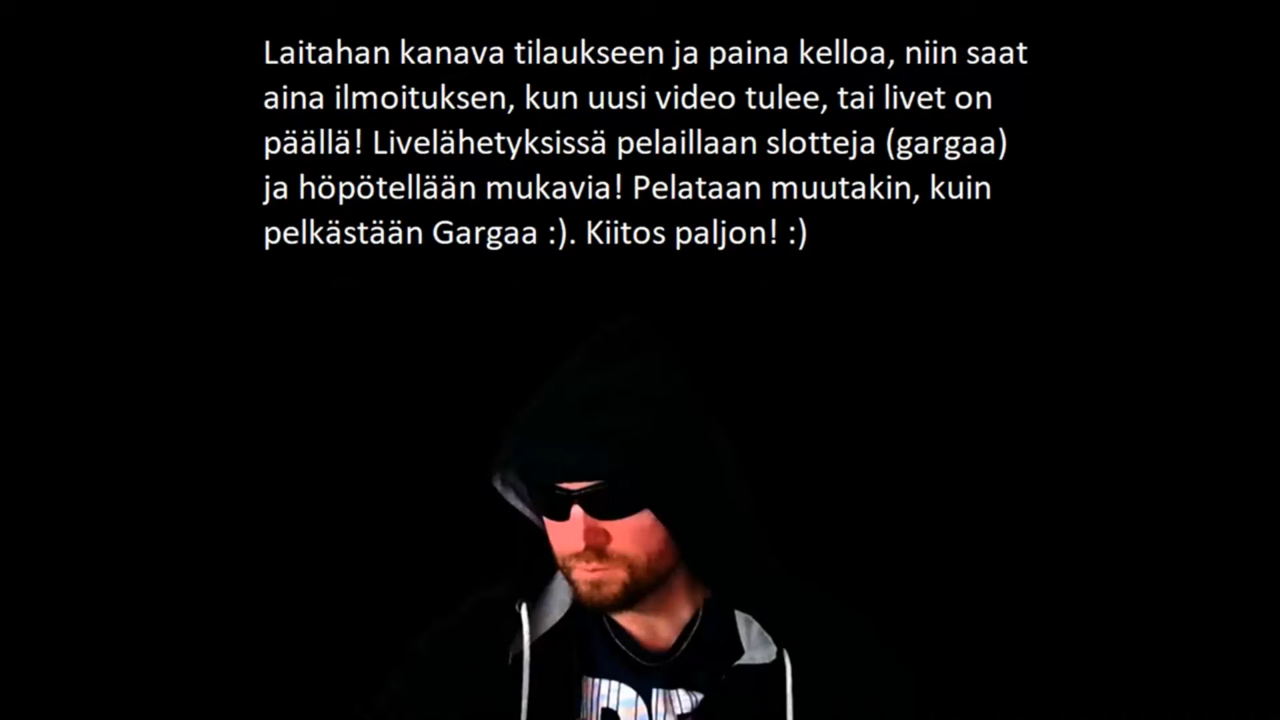 Laitahan kanava tilaukseen ja paina kelloa, niin saat
aina ilmoituksen, kun uusi video tulee, tai livet on
päällä! Livelähetyksissä pelaillaan slotteja (gargaa)
ja höpötellään mukavia! Pelataan muutakin, kuin
pelkästään Gargaa :). Kiitos paljon! :)